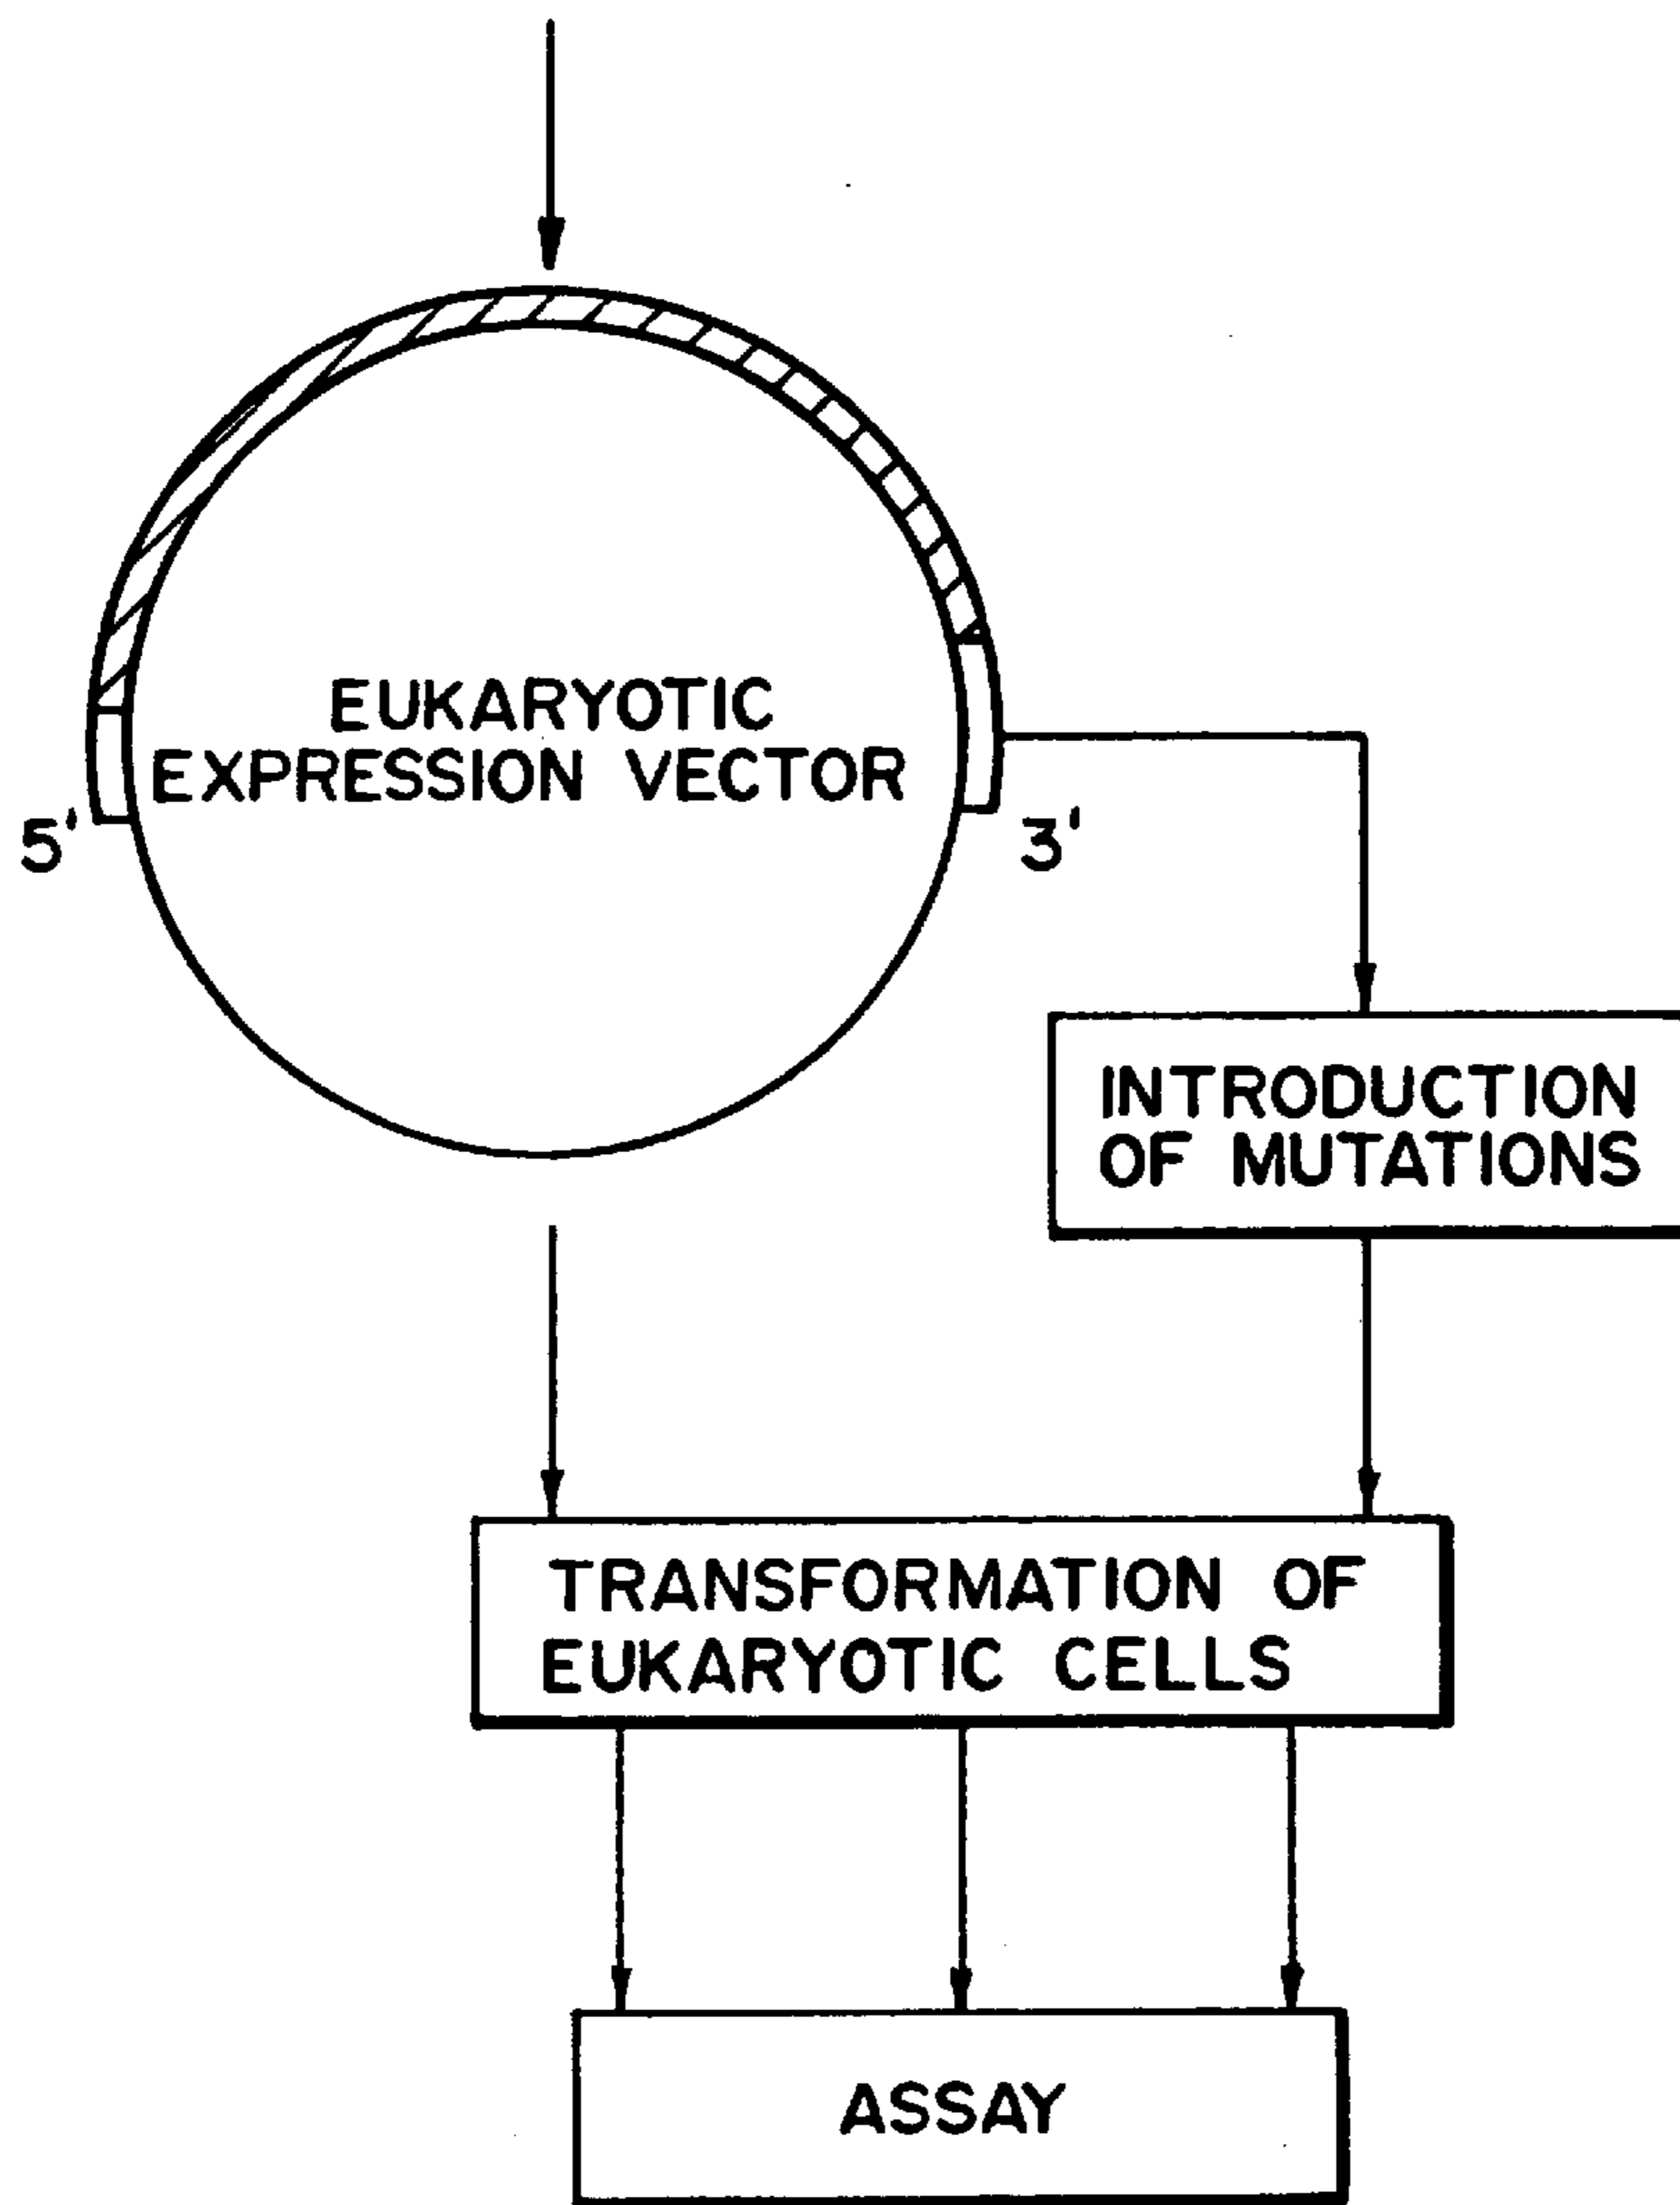 EUKARYOTIC
EXPRESSION VECTOR
5'
3'
INTRODUCTION
OF MUTATIONS
TRANSFORMATION OF
EUKARYOTIC CELLS
ASSAY